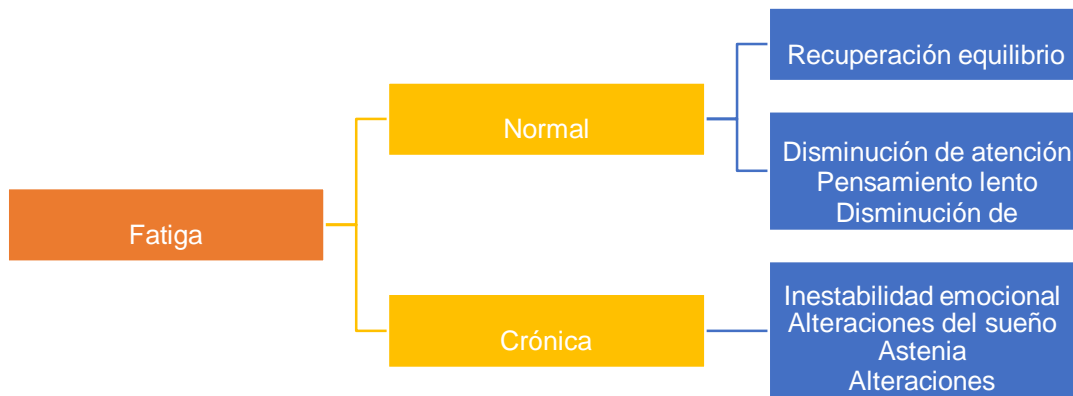 Fatiga
Normal
Recuperación equilibrio
Disminución de atención
Pensamiento lento
Disminución de
Crónica
Inestabilidad emocional
Alteraciones del sueño
Astenia
Alteraciones